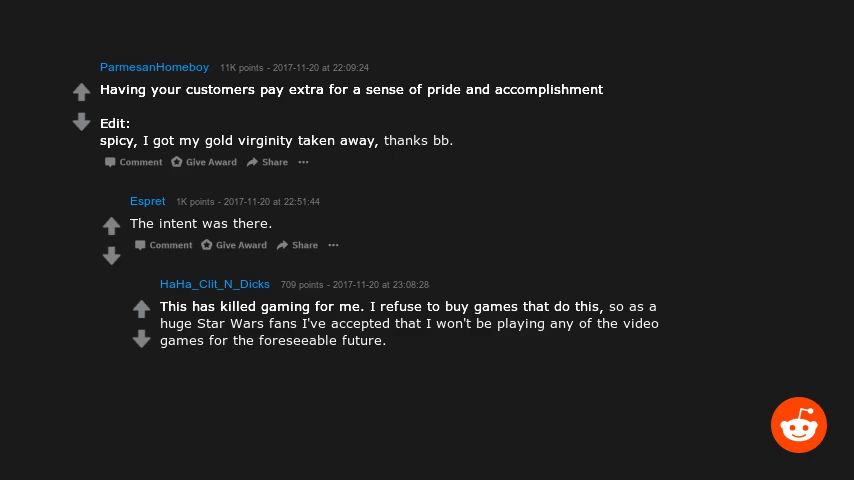 ParmesanHomeboy 11K points - 2017-11-20 at 22:09:24
Having your customers pay extra for a sense of pride and accomplishment
Edit:
spicy, I got my gold virginity taken away, thanks bb.
Comment Give Award Share ...
Espret 1K points - 2017-11-20 at 22:51:44
The intent was there.
Comment Give Award Share ...
HaHa_Clit_N_Dicks 709 points - 2017-11-20 at 23:08:28
This has killed gaming for me. I refuse to buy games that do this, so as a
huge Star Wars fans I've accepted that I won't be playing any of the video
games for the foreseeable future.